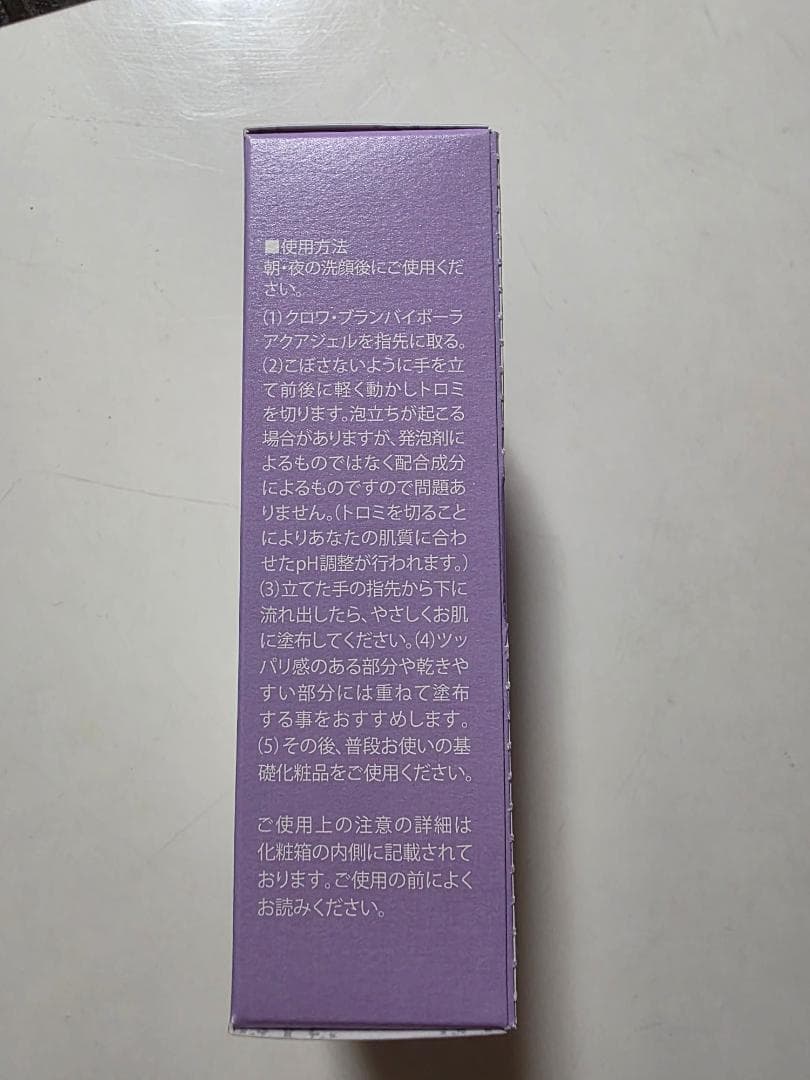 ■使用方法
朝・夜の洗顔後にご使用くだ
さい。
(1)クロワ・ブランバイポーラ
アクアジェルを指先に取る。
(2)こぼさないように手を立
て前後に軽く動かしトロミ
を切ります。泡立ちが起こる
場合がありますが、発泡剤に
よるものではなく配合成分
によるものですので問題あ
りません。(トロミを切ること
によりあなたの肌質に合わ
せたpH調整が行われます。)
(3)立てた手の指先から下に
流れ出したら、やさしくお肌
に塗布してください。(4)ツッ
パリ感のある部分や乾きや
すい部分には重ねて塗布
する事をおすすめします。
(5)その後、普段お使いの基
礎化粧品をご使用ください。
ご使用上の注意の詳細は
化粧箱の内側に記載されて
おります。ご使用の前によく
お読みください。